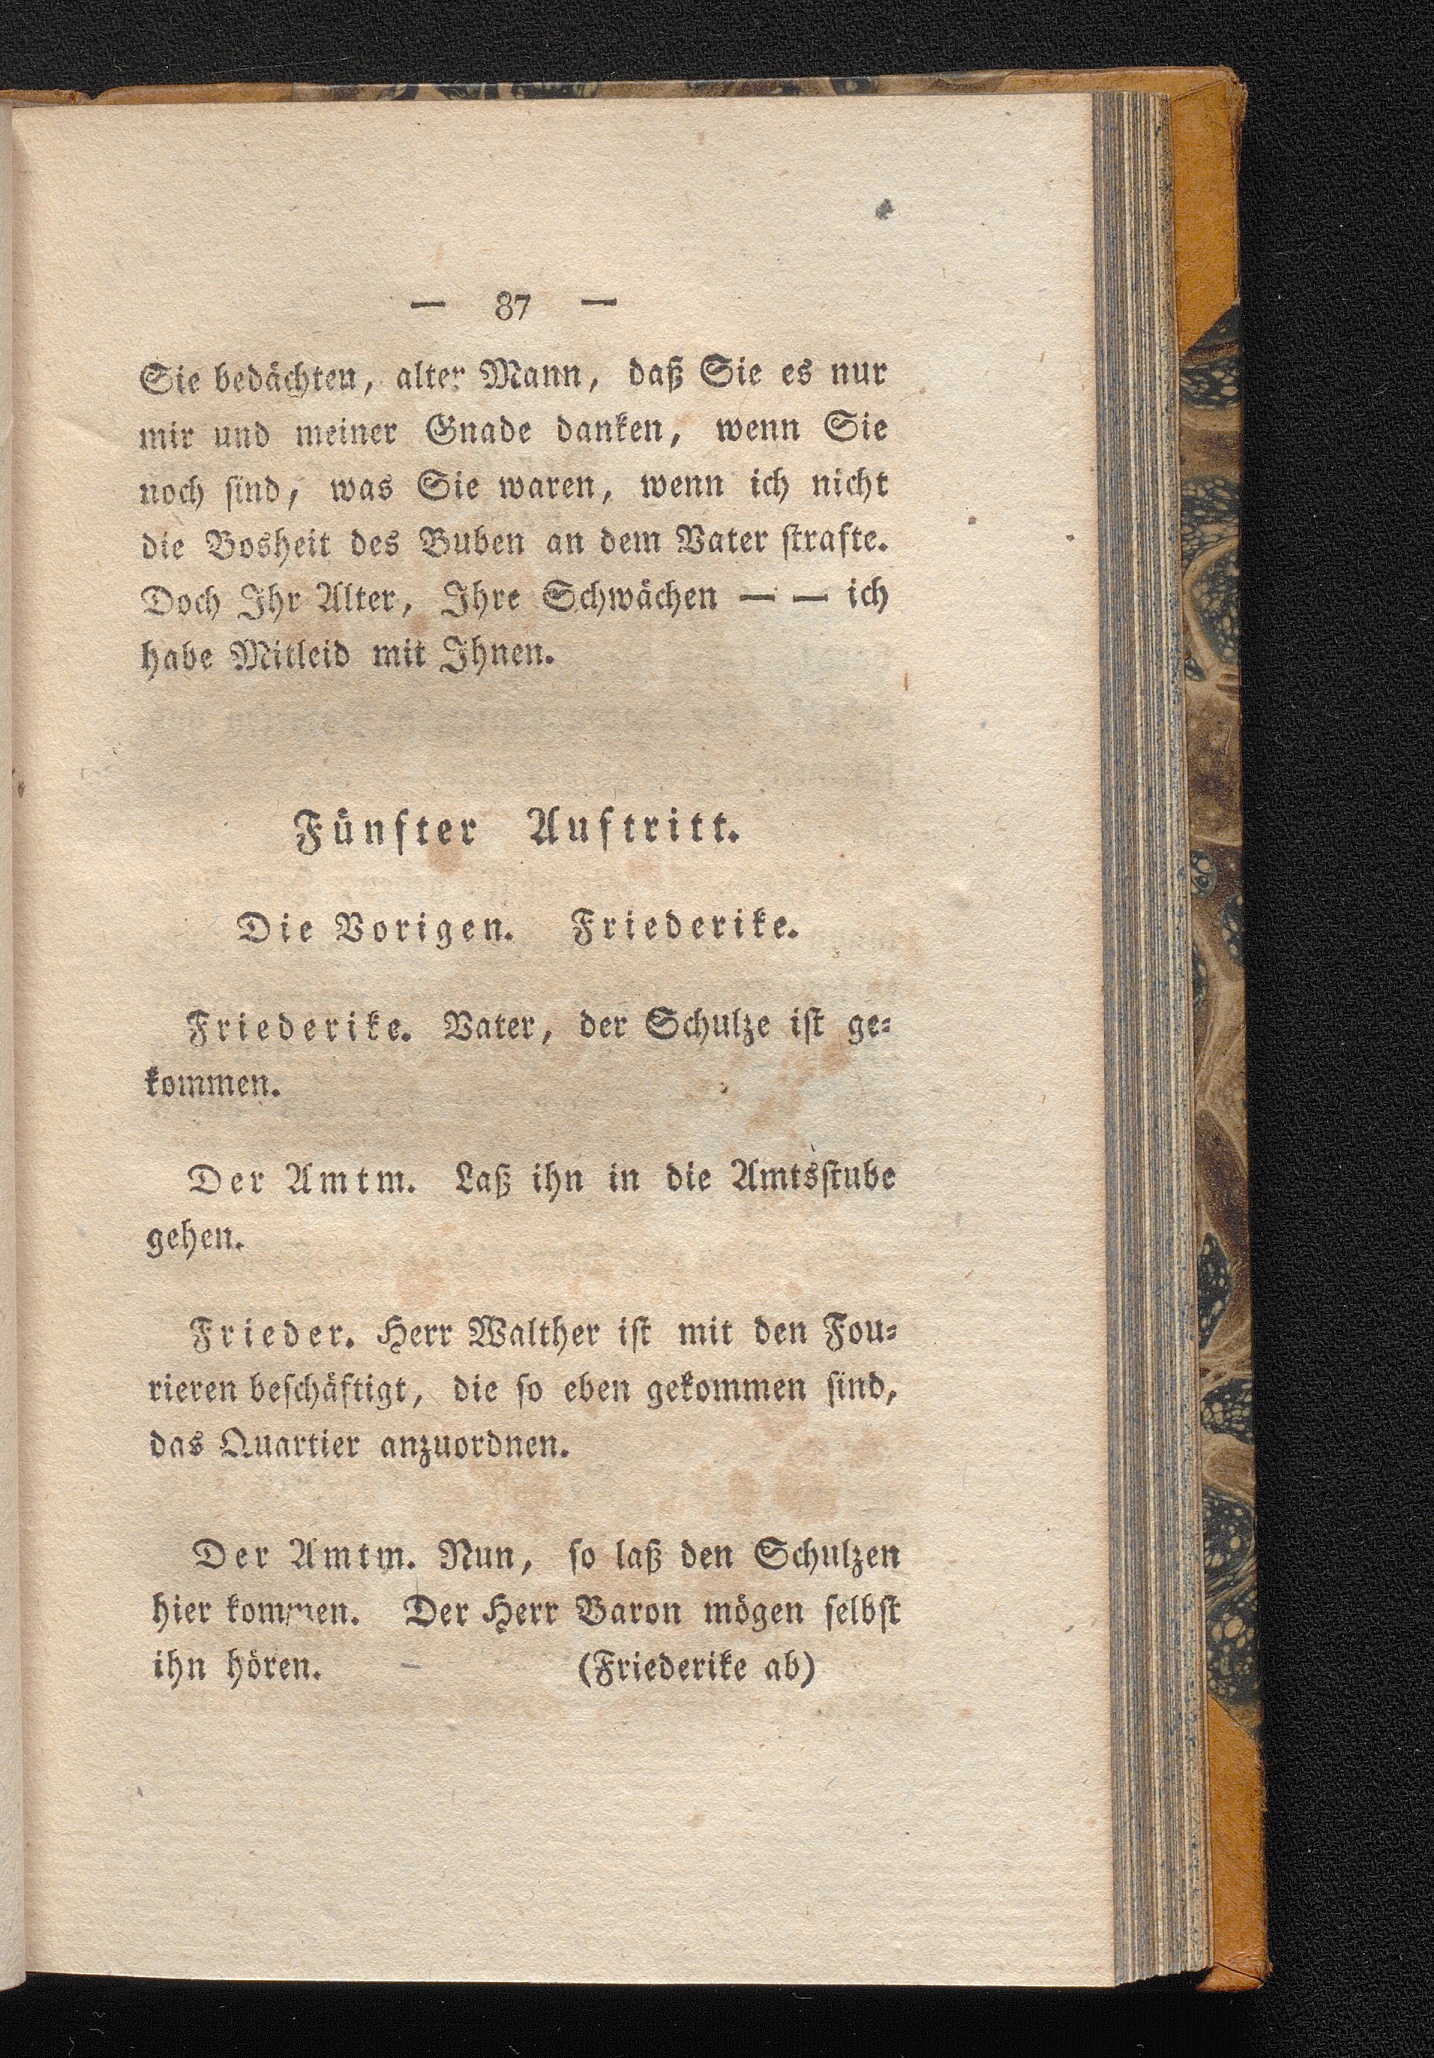 — 87 —
Sie bedächten, alter Mann, daß Sie es nur
mir und meiner Gnade danken, wenn Sie
noch sind, was Sie waren, wenn ich nicht
die Bosheit des Buben an dem Vater strafte.
Doch Ihr Alter, Ihre Schwächen — — ich
habe Mitleid mit Ihnen.
Fünfter Auftritt.
Die Vorigen. Friederike.
Friederike. Vater, der Schulze ist ge-
kommen.
Der Amtm. Laß ihn in die Amtsstube
gehen.
Frieder. Herr Walther ist mit den Fou-
rieren beschäftigt, die so eben gekommen sind,
das Quartier anzuordnen.
Der Amtm. Nun, so laß den Schulzen
hier kommen. Der Herr Baron mögen selbst
ihn hören. (Friederike ab)